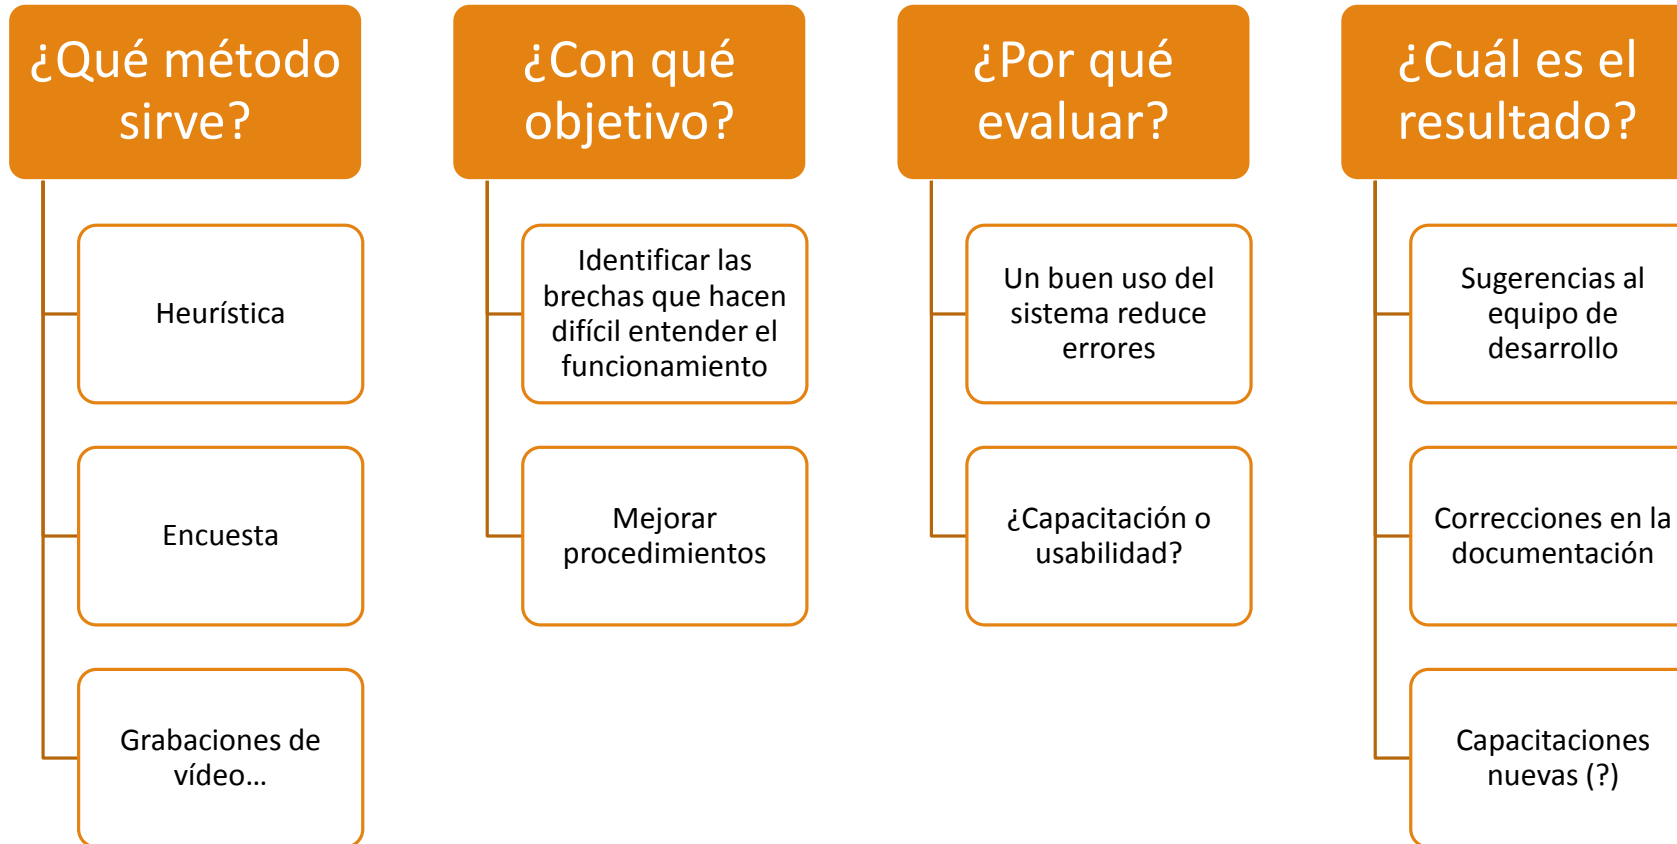 ¿Qué método
sirve?
Heurística
Encuesta
Grabaciones de
vídeo...
¿Con qué
objetivo?
Identificar las
brechas que hacen
difícil entender el
funcionamiento
Mejorar
procedimientos
¿Por qué
evaluar?
Un buen uso del
sistema reduce
errores
¿Capacitación o
usabilidad?
¿Cuál es el
resultado?
Sugerencias al
equipo de
desarrollo
Correcciones en la
documentación
Capacitaciones
nuevas (?)